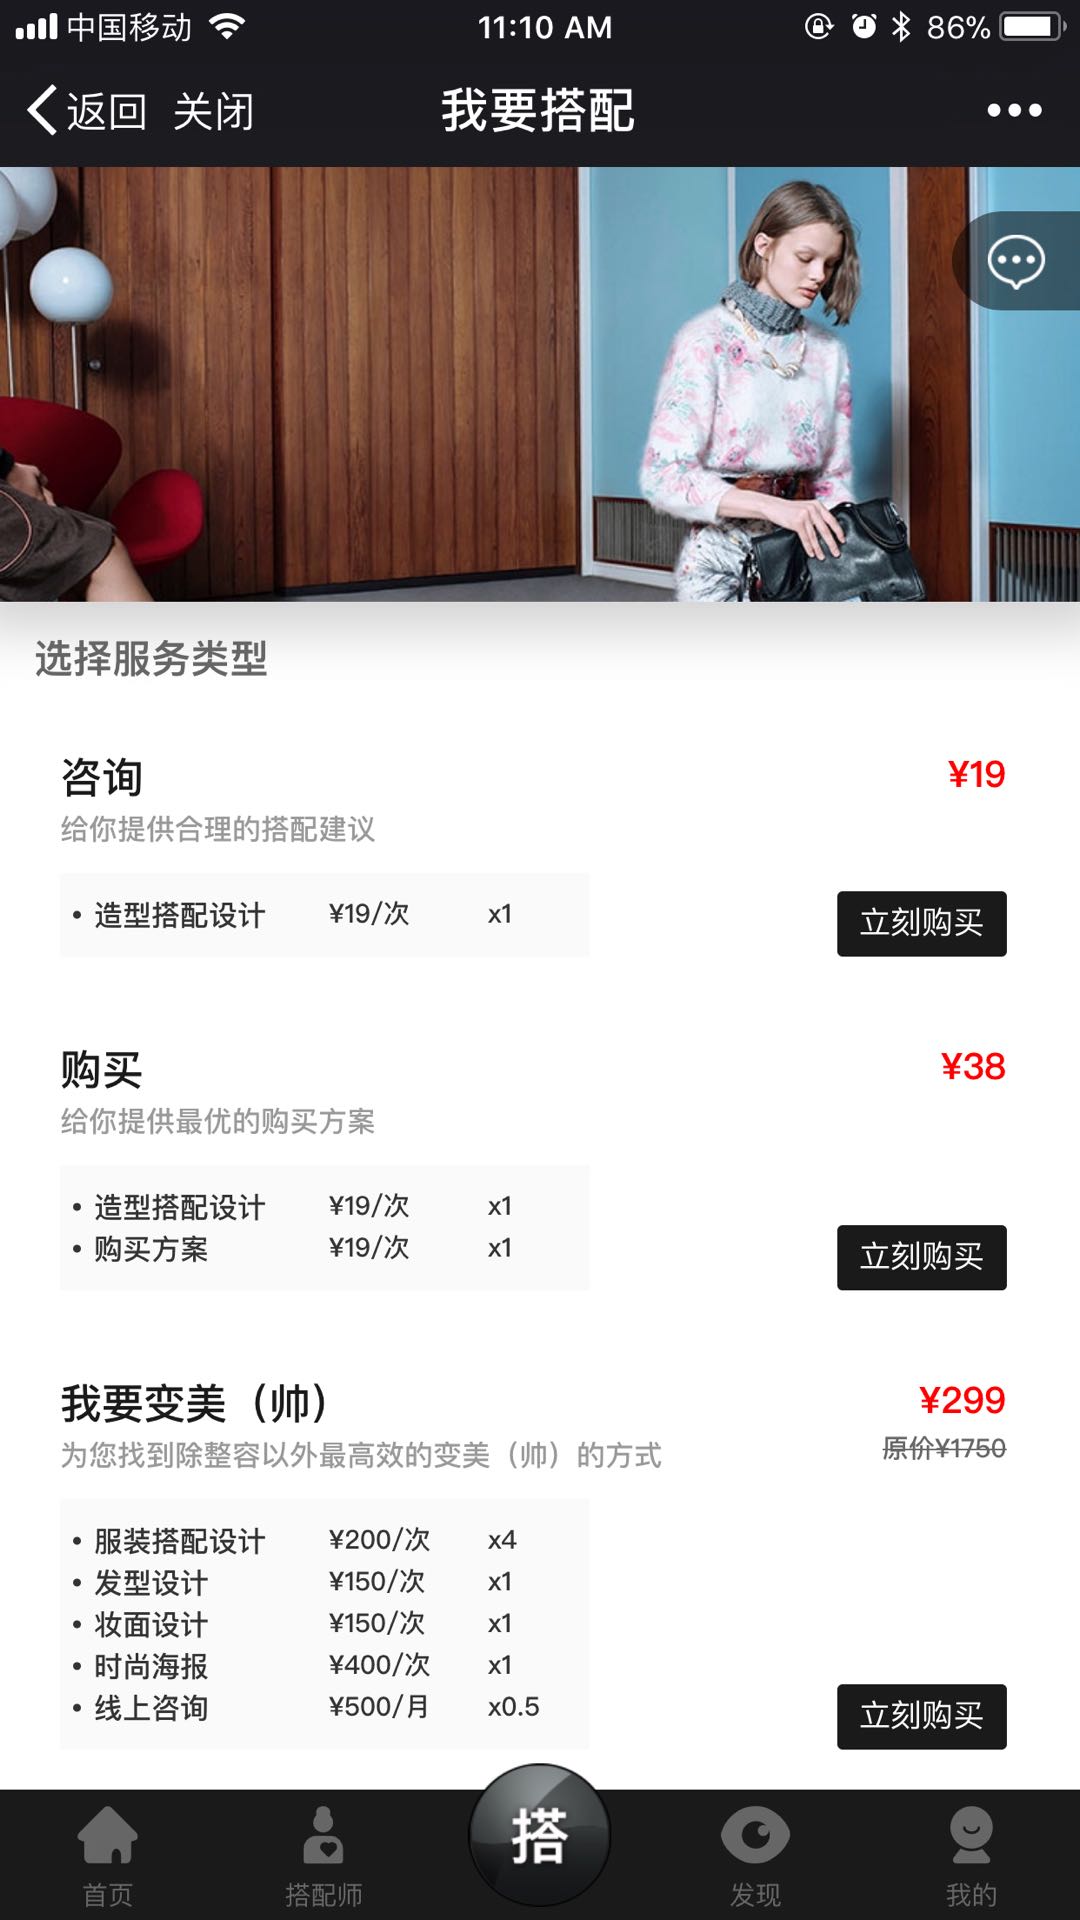 中国移动 11:10 AM 86%
返回 关闭 我要搭配
选择服务类型
咨询 ¥19
给你提供合理的搭配建议
• 造型搭配设计 ¥19/次 x1
立刻购买
购买 ¥38
给你提供最优的购买方案
• 造型搭配设计 ¥19/次 x1
• 购买方案 ¥19/次 x1
立刻购买
我要变美（帅） ¥299
为您找到除整容以外最高效的变美（帅）的方式 原价¥1750
• 服装搭配设计 ¥200/次 x4
• 发型设计 ¥150/次 x1
• 妆面设计 ¥150/次 x1
• 时尚海报 ¥400/次 x1
• 线上咨询 ¥500/月 x0.5
立刻购买
搭
首页 搭配师 发现 我的